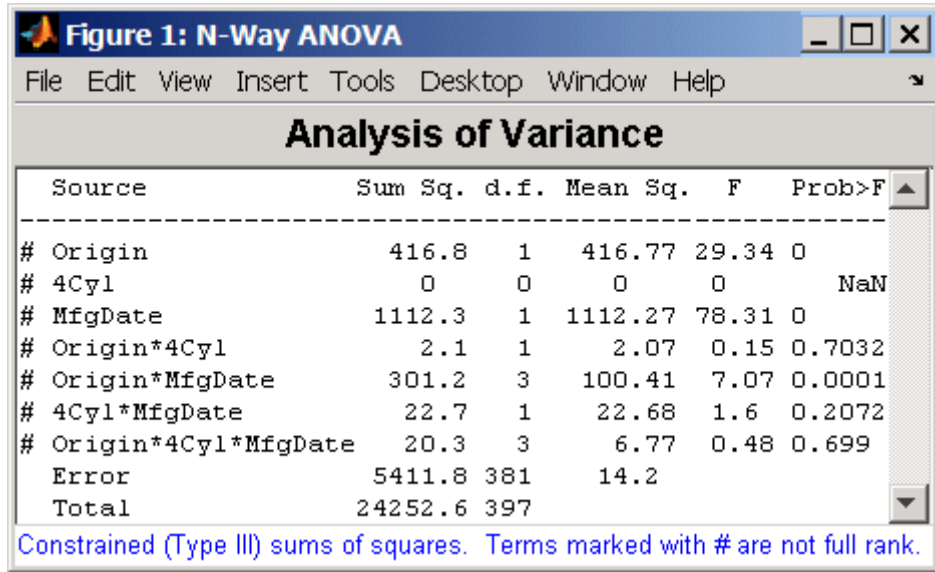 Figure 1: N-Way ANOVA
File Edit View Insert Tools Desktop Window Help
Analysis of Variance
Source Sum Sq. d.f. Mean Sq. F Prob>F
# Origin 416.8 1 416.77 29.34 0
# 4Cyl 0 0 0 0 NaN
# MfgDate 1112.3 1 1112.27 78.31 0
# Origin*4Cyl 2.1 1 2.07 0.15 0.7032
# Origin*MfgDate 301.2 3 100.41 7.07 0.0001
# 4Cyl*MfgDate 22.7 1 22.68 1.6 0.2072
# Origin*4Cyl*MfgDate 20.3 3 6.77 0.48 0.699
Error 5411.8 381 14.2
Total 24252.6 397
Constrained (Type III) sums of squares. Terms marked with # are not full rank.